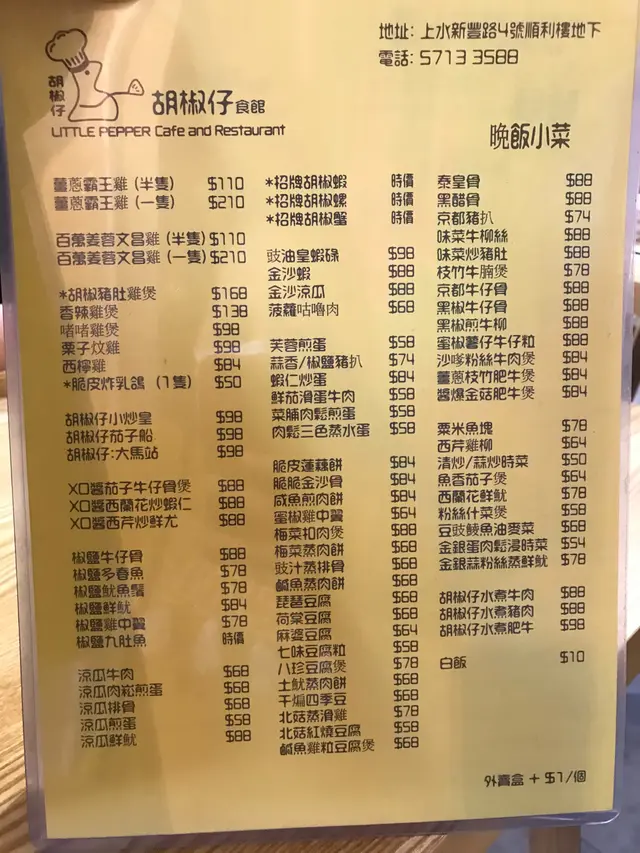 地址: 上水新豐路4號順利樓地下
電話: 5713 3588
胡椒仔
胡椒仔食館
LITTLE PEPPER Cafe and Restaurant
晚飯小菜
薑蔥霸王雞 (半隻) $110
薑蔥霸王雞 (一隻) $210
百萬姜蓉文昌雞 (半隻) $110
百萬姜蓉文昌雞 (一隻) $210
*胡椒豬肚雞煲 $168
香辣雞煲 $138
啫啫雞煲 $98
栗子炆雞 $98
西檸雞 $84
*脆皮炸乳鴿 (1隻) $50
胡椒仔小炒皇 $98
胡椒仔茄子船 $98
胡椒仔:大馬站 $98
XO醬茄子牛仔骨煲 $88
XO醬西蘭花炒蝦仁 $88
XO醬西芹炒鮮尤 $88
椒鹽牛仔骨 $88
椒鹽多春魚 $78
椒鹽魷魚鬚 $78
椒鹽鮮魷 $84
椒鹽雞中翼 $78
椒鹽九肚魚 時價
涼瓜牛肉 $68
涼瓜肉崧煎蛋 $68
涼瓜排骨 $68
涼瓜煎蛋 $58
涼瓜鮮魷 $88
*招牌胡椒蝦 時價
*招牌胡椒螺 時價
*招牌胡椒蟹 時價
豉油皇蝦碌 $98
金沙蝦 $88
金沙涼瓜 $88
菠蘿咕嚕肉 $68
芙蓉煎蛋 $58
蒜香/椒鹽豬扒 $74
蝦仁炒蛋 $84
鮮茄滑蛋牛肉 $58
菜脯肉鬆煎蛋 $58
肉鬆三色蒸水蛋 $58
脆皮蓮藕餅 $84
脆脆金沙骨 $84
咸魚煎肉餅 $84
蜜椒雞中翼 $64
梅菜扣肉煲 $88
梅菜蒸肉餅 $68
豉汁蒸排骨 $68
鹹魚蒸肉餅 $68
琵琶豆腐 $68
荷棠豆腐 $68
麻婆豆腐 $64
七味豆腐粒 $58
八珍豆腐煲 $78
土魷蒸肉餅 $68
干煸四季豆 $68
北菇蒸滑雞 $78
北菇紅燒豆腐 $58
鹹魚雞粒豆腐煲 $68
泰皇骨 $88
黑醋骨 $88
京都豬扒 $74
味菜牛柳絲 $88
味菜炒豬肚 $88
枝竹牛腩煲 $78
京都牛仔骨 $88
黑椒牛仔骨 $88
黑椒煎牛柳 $88
蜜椒薯仔牛仔粒 $88
沙嗲粉絲牛肉煲 $84
薑蔥枝竹肥牛煲 $84
醬爆金菇肥牛煲 $84
粟米魚塊 $78
西芹雞柳 $64
清炒/蒜炒時菜 $50
魚香茄子煲 $64
西蘭花鮮魷 $78
粉絲什菜煲 $58
豆豉鯪魚油麥菜 $68
金銀蛋肉鬆浸時菜 $54
金銀蒜粉絲蒸鮮魷 $78
胡椒仔水煮牛肉 $88
胡椒仔水煮豬肉 $88
胡椒仔水煮肥牛 $98
白飯 $10
外賣盒 + $1/個